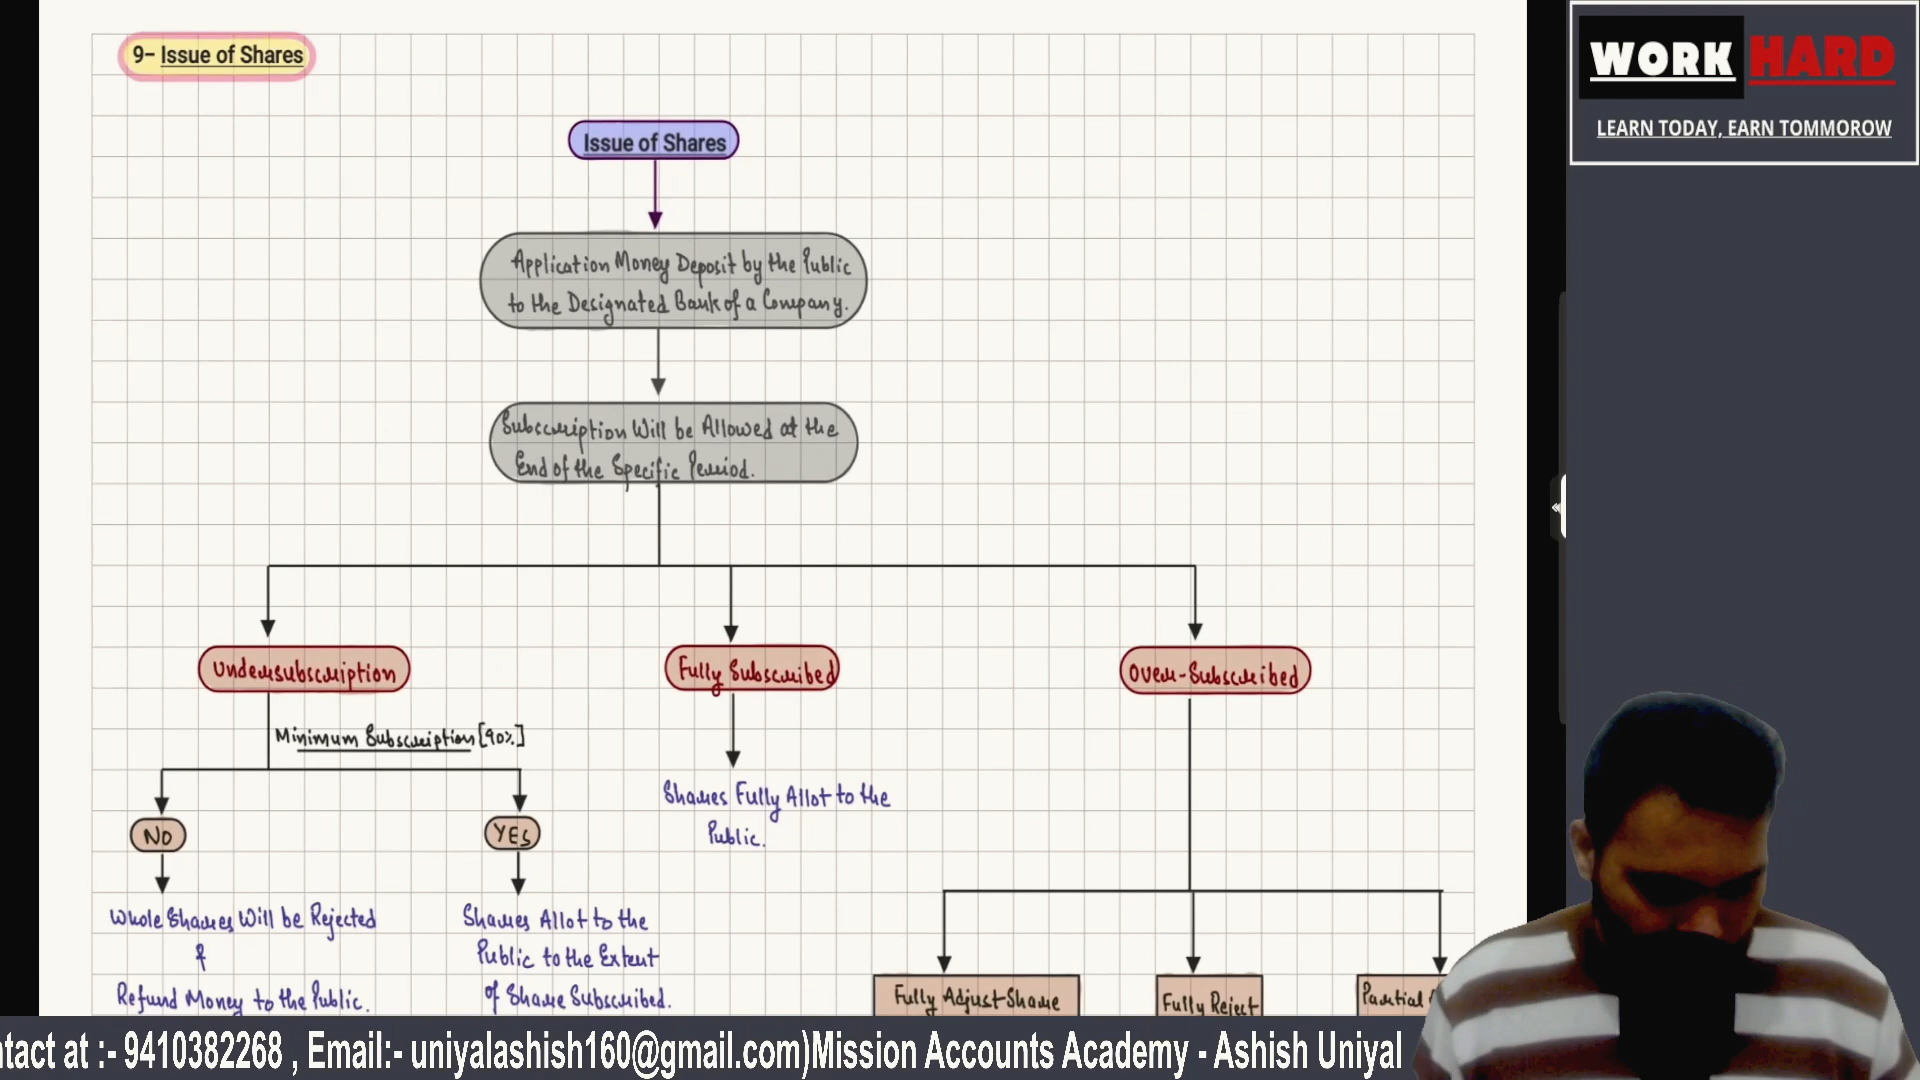 9- Issue of Shares
WORK HARD
LEARN TODAY, EARN TOMMOROW
Issue of Shares
Application Money Deposit by the Public
to the Designated Bank of a Company.
Subscription Will be Allowed at the
End of the Specific Period.
Undersubscription
Fully Subscribed
Over-Subscribed
Minimum Subscription [90%]
NO
YES
Shares Fully Allot to the
Public.
Whole Shares Will be Rejected
&
Refund Money to the Public.
Shares Allot to the
Public to the Extent
of Share Subscribed.
Fully Adjust Share
Fully Reject
Partial
ntact at :- 9410382268 , Email:- uniyalashish160@gmail.com)Mission Accounts Academy - Ashish Uniyal